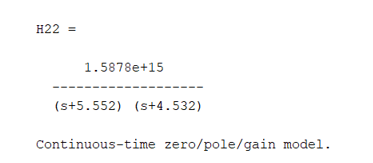 H22 =
1.5878e+15
-------------------
(s+5.552) (s+4.532)
Continuous-time zero/pole/gain model.